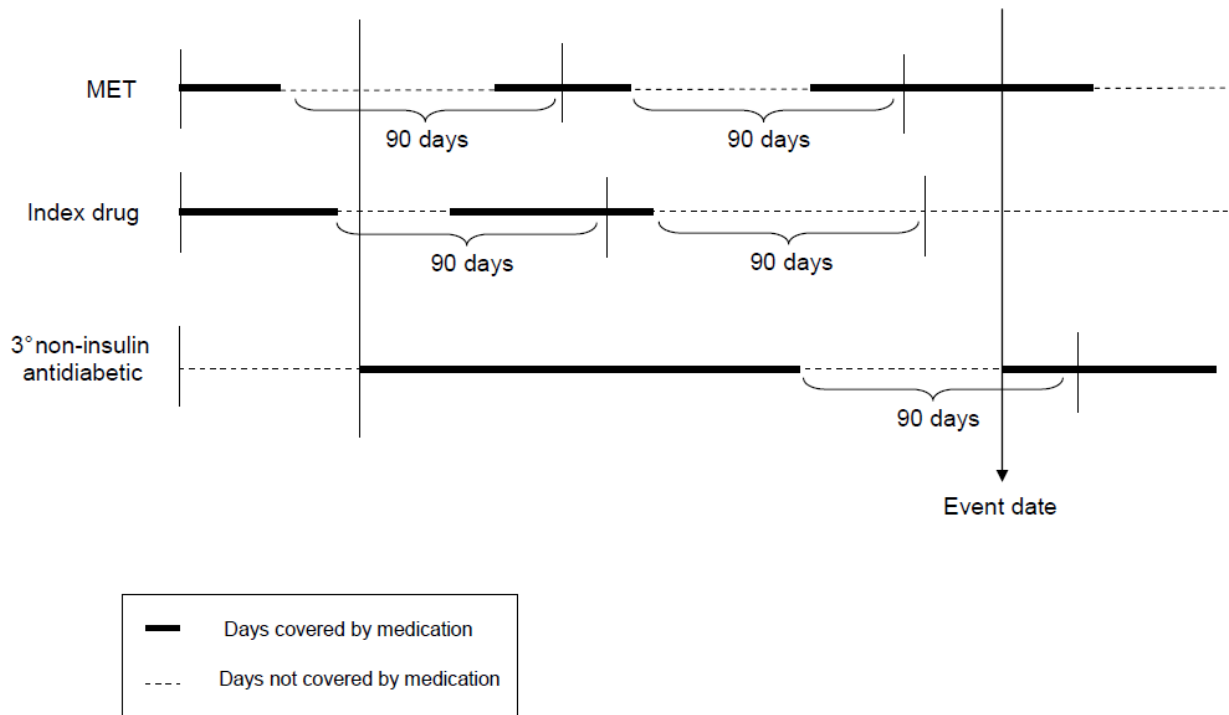 MET
90 days
90 days
Index drug
90 days
90 days
3° non-insulin
antidiabetic
90 days
Event date
Days covered by medication
Days not covered by medication